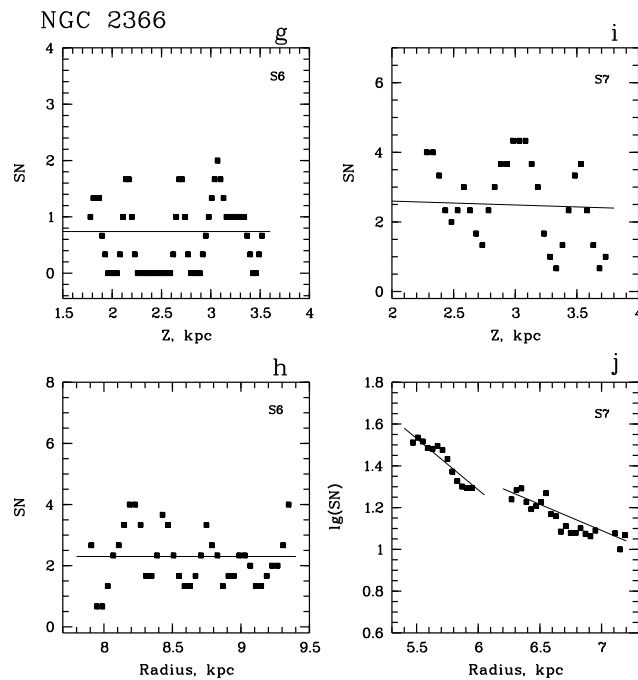 NGC 2366
g
i
4
S6
3
SN
2
1
0
1.5 2 2.5 3 3.5 4
Z, kpc
S7
6
4
SN
2
0
2 2.5 3 3.5 4
Z, kpc
h
j
8
S6
6
SN
4
2
0
8 8.5 9 9.5
Radius, kpc
1.8
S7
1.6
1.4
lg(SN)
1.2
1
0.8
0.6
5.5 6 6.5 7
Radius, kpc